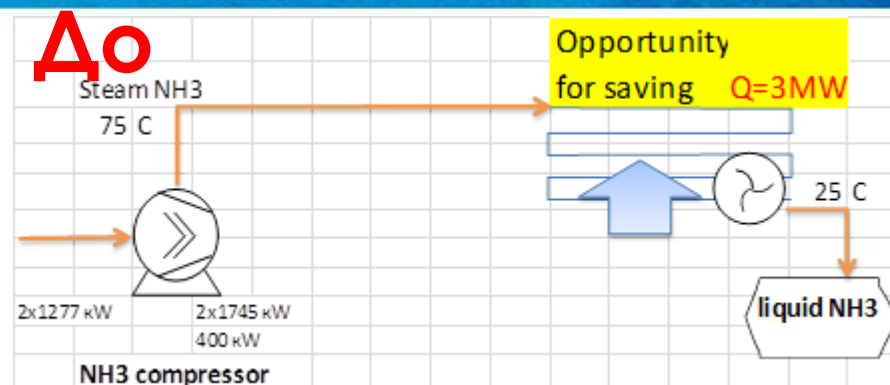 До
Opportunity
for saving Q=3MW
Steam NH3
75 C
25 C
liquid NH3
2x1277 кW
2x1745 кW
400 кW
NH3 compressor